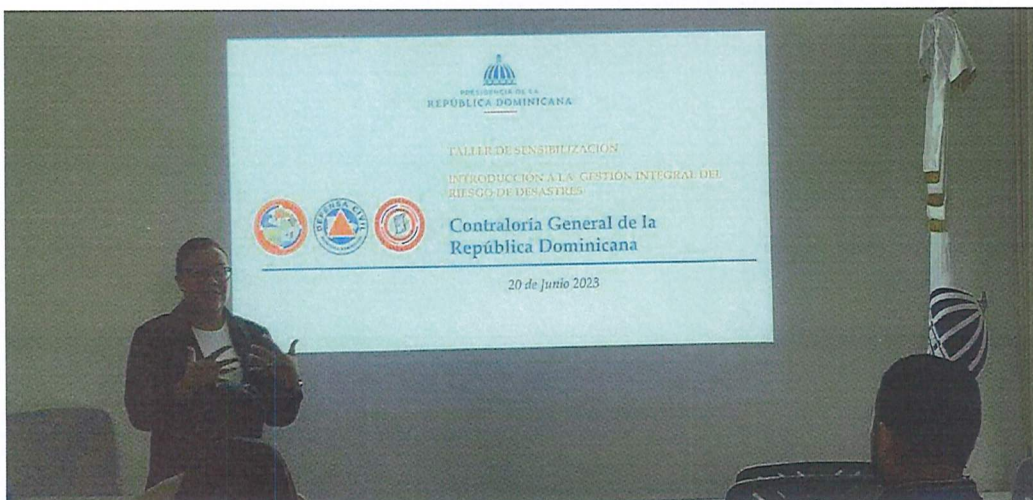 PRESIDENCIA DE LA
REPÚBLICA DOMINICANA
TALLER DE SENSIBILIZACIÓN
INTRODUCCIÓN A LA GESTIÓN INTEGRAL DEL
RIESGO DE DESASTRES
DEFENSA CIVIL
Contraloría General de la
República Dominicana
20 de Junio 2023